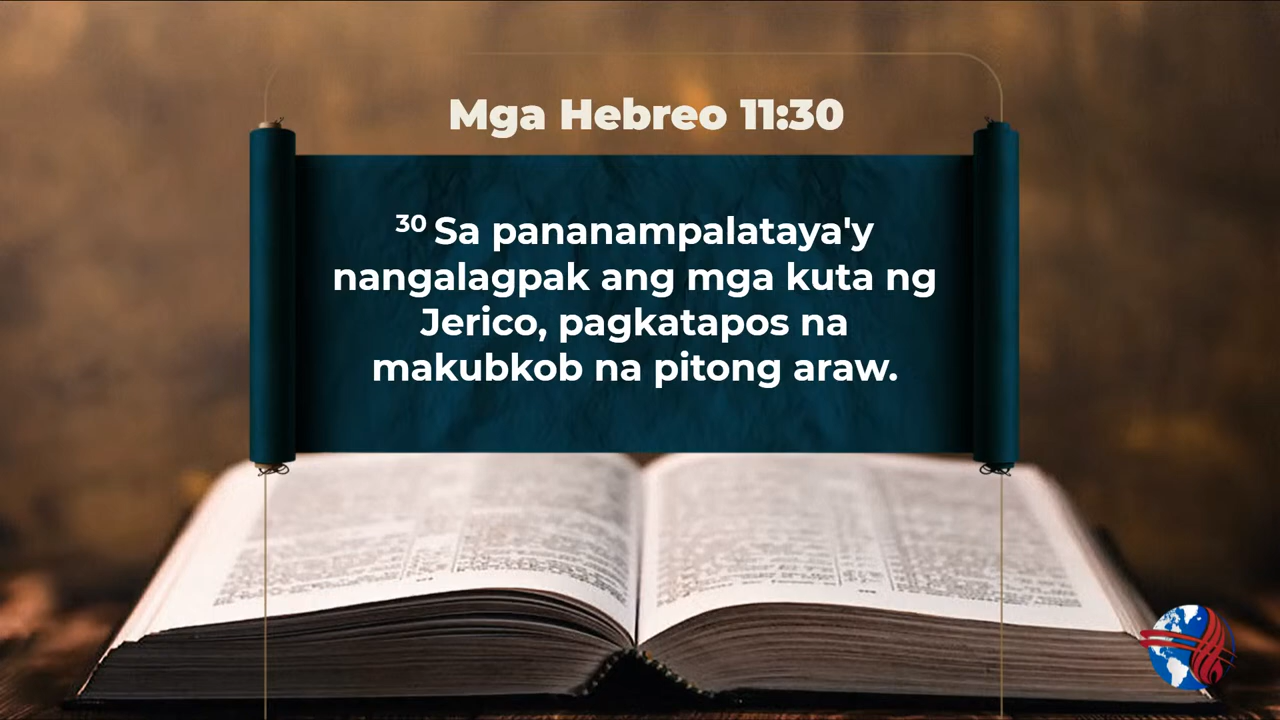 Mga Hebreo 11:30
30 Sa pananampalataya'y
nangalagpak ang mga kuta ng
Jerico, pagkatapos na
makubkob na pitong araw.